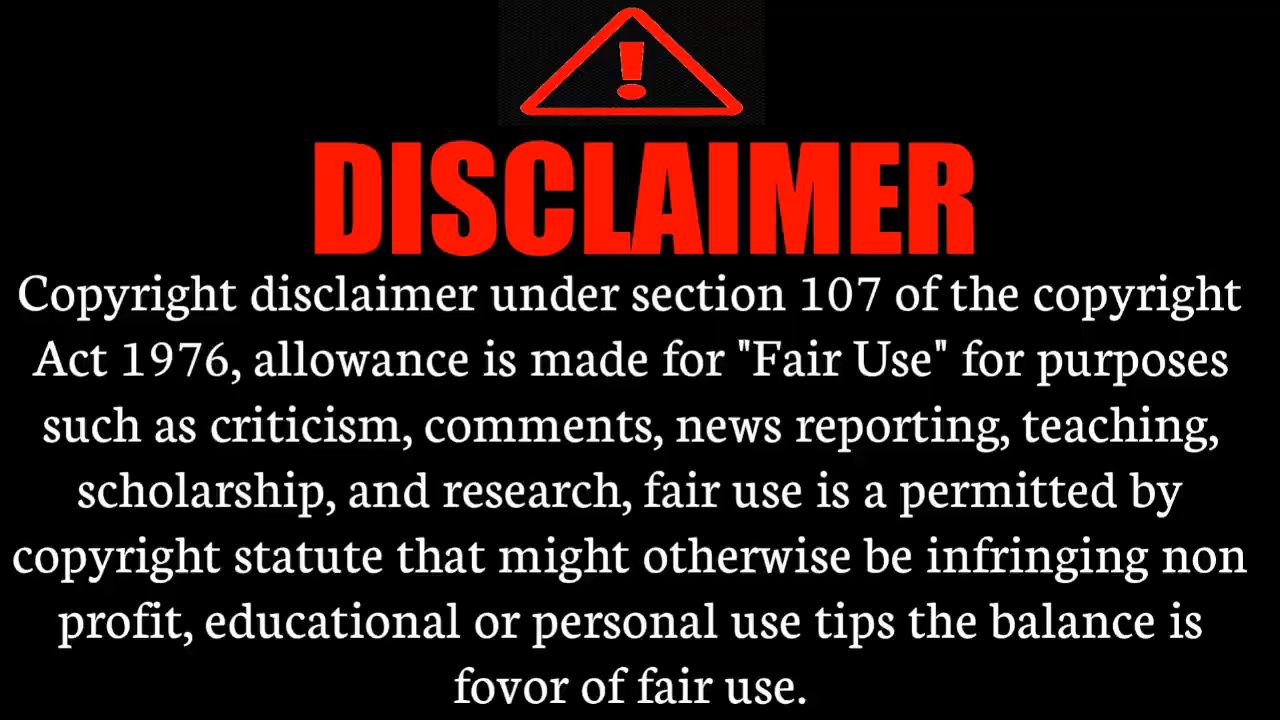 DISCLAIMER
Copyright disclaimer under section 107 of the copyright
Act 1976, allowance is made for "Fair Use" for purposes
such as criticism, comments, news reporting, teaching,
scholarship, and research, fair use is a permitted by
copyright statute that might otherwise be infringing non
profit, educational or personal use tips the balance is
fovor of fair use.